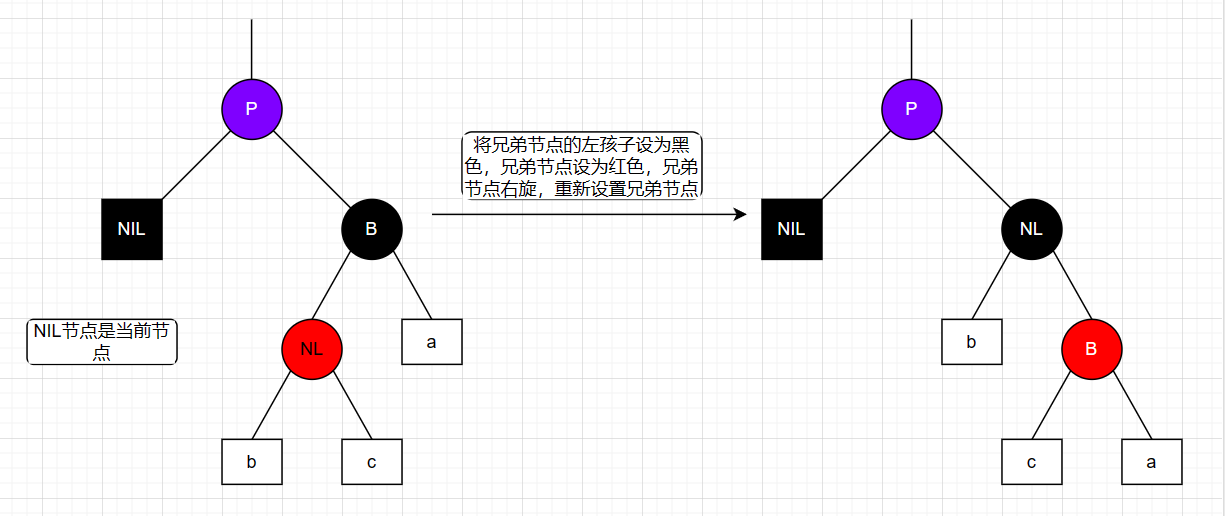 P
P
将兄弟节点的左孩子设为黑
色，兄弟节点设为红色，兄弟
节点右旋，重新设置兄弟节点
NIL
B
NIL
NL
NIL节点是当前节
点
NL
a
b
B
b
c
c
a